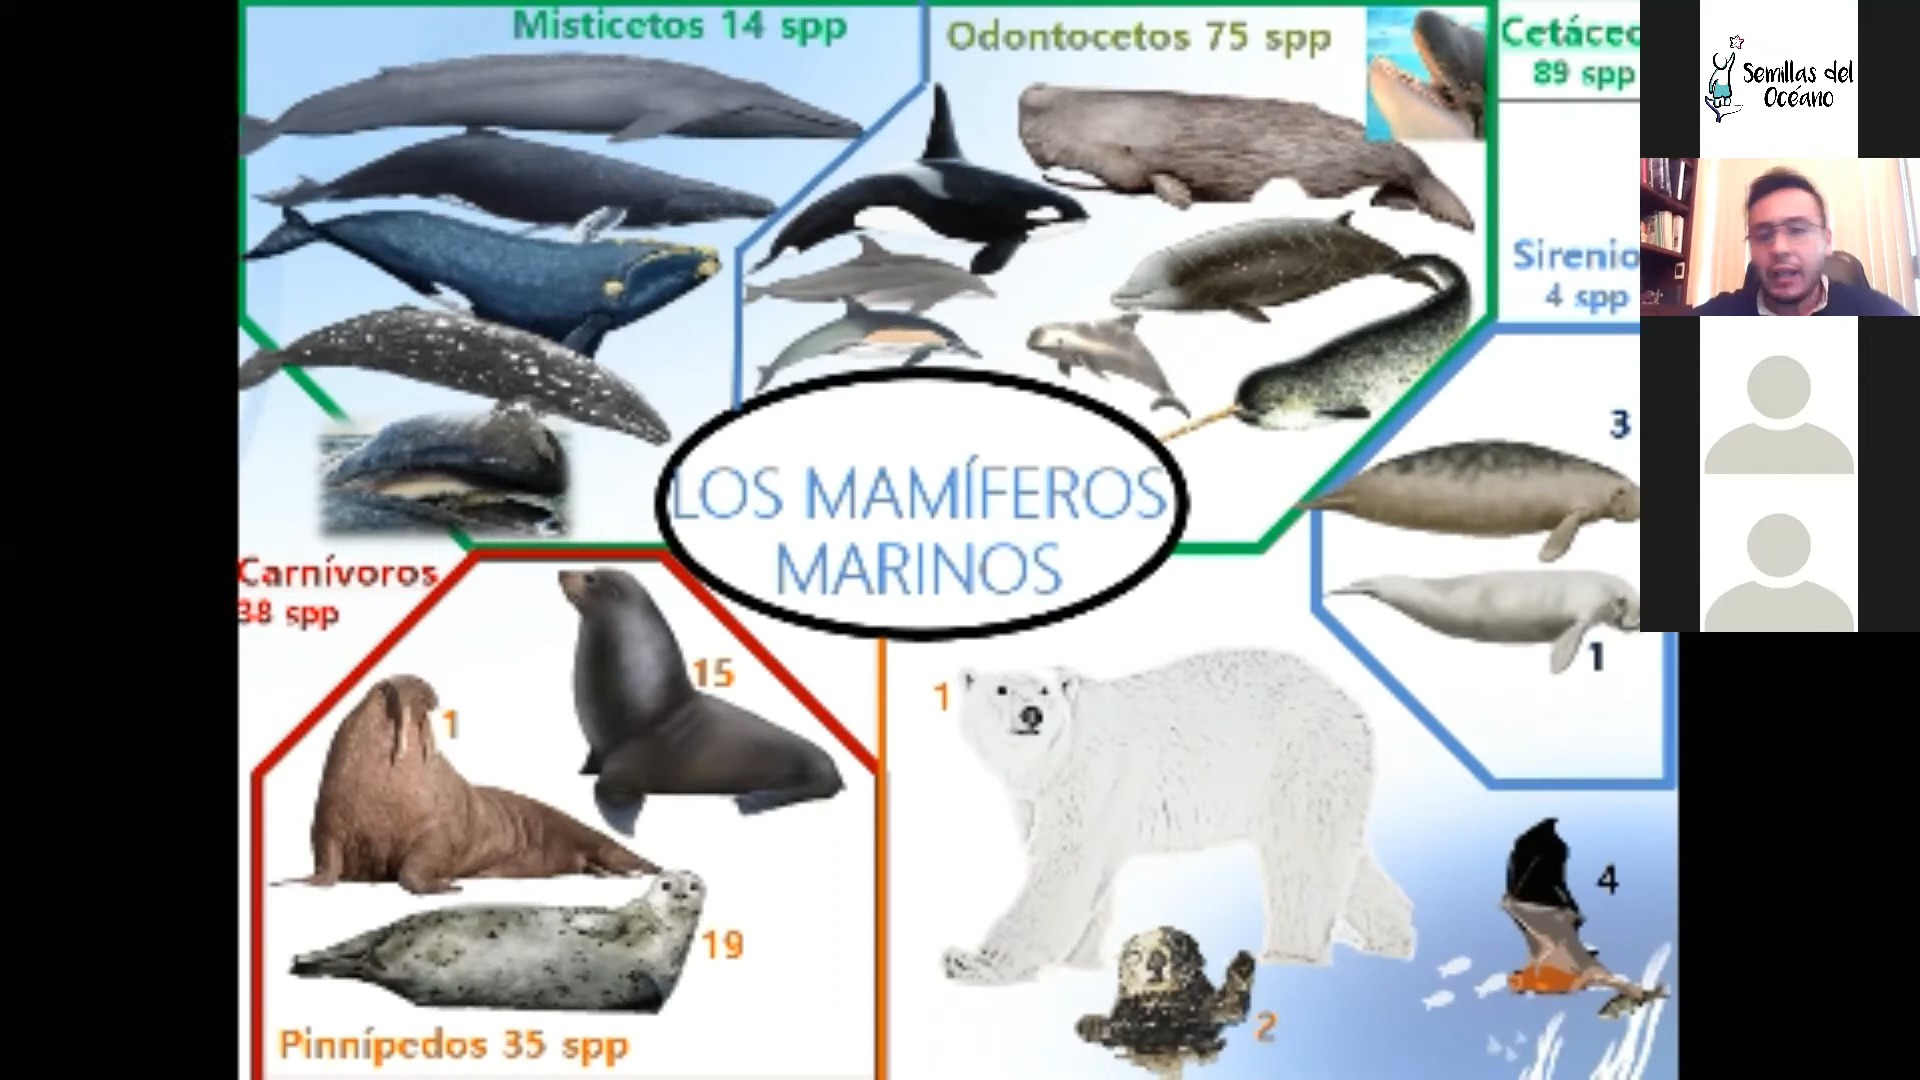 Misticetos 14 spp
Odontocetos 75 spp
Cetáceo
89 spp
Semillas del
Océano
Sirenio
4 spp
3
LOS MAMÍFEROS
MARINOS
1
Carnívoros
38 spp
15
1
1
4
19
2
Pinnípedos 35 spp